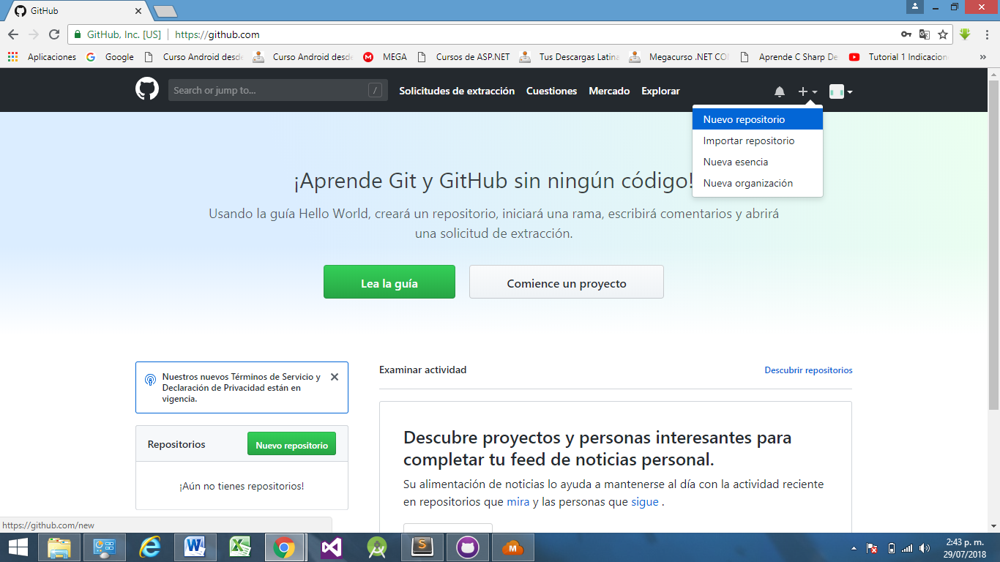 GitHub
GitHub, Inc. [US]
https://github.com
Aplicaciones
Google
Curso Android desde
Curso Android desde
MEGA
Cursos de ASP.NET
Tus Descargas Latina
Megacurso .NET CO
Aprende C Sharp De
Tutorial 1 Indicacion
»
Search or jump to...
/
Solicitudes de extracción
Cuestiones
Mercado
Explorar
Nuevo repositorio
Importar repositorio
Nueva esencia
Nueva organización
¡Aprende Git y GitHub sin ningún código!
Usando la guía Hello World, creará un repositorio, iniciará una rama, escribirá comentarios y abrirá
una solicitud de extracción.
Lea la guía
Comience un proyecto
Nuestros nuevos Términos de Servicio y
Declaración de Privacidad están en
vigencia.
Examinar actividad
Descubrir repositorios
Repositorios
Nuevo repositorio
¡Aún no tienes repositorios!
Descubre proyectos y personas interesantes para
completar tu feed de noticias personal.
Su alimentación de noticias lo ayuda a mantenerse al día con la actividad reciente
en repositorios que mira y las personas que sigue .
https://github.com/new
2:43 p. m.
29/07/2018